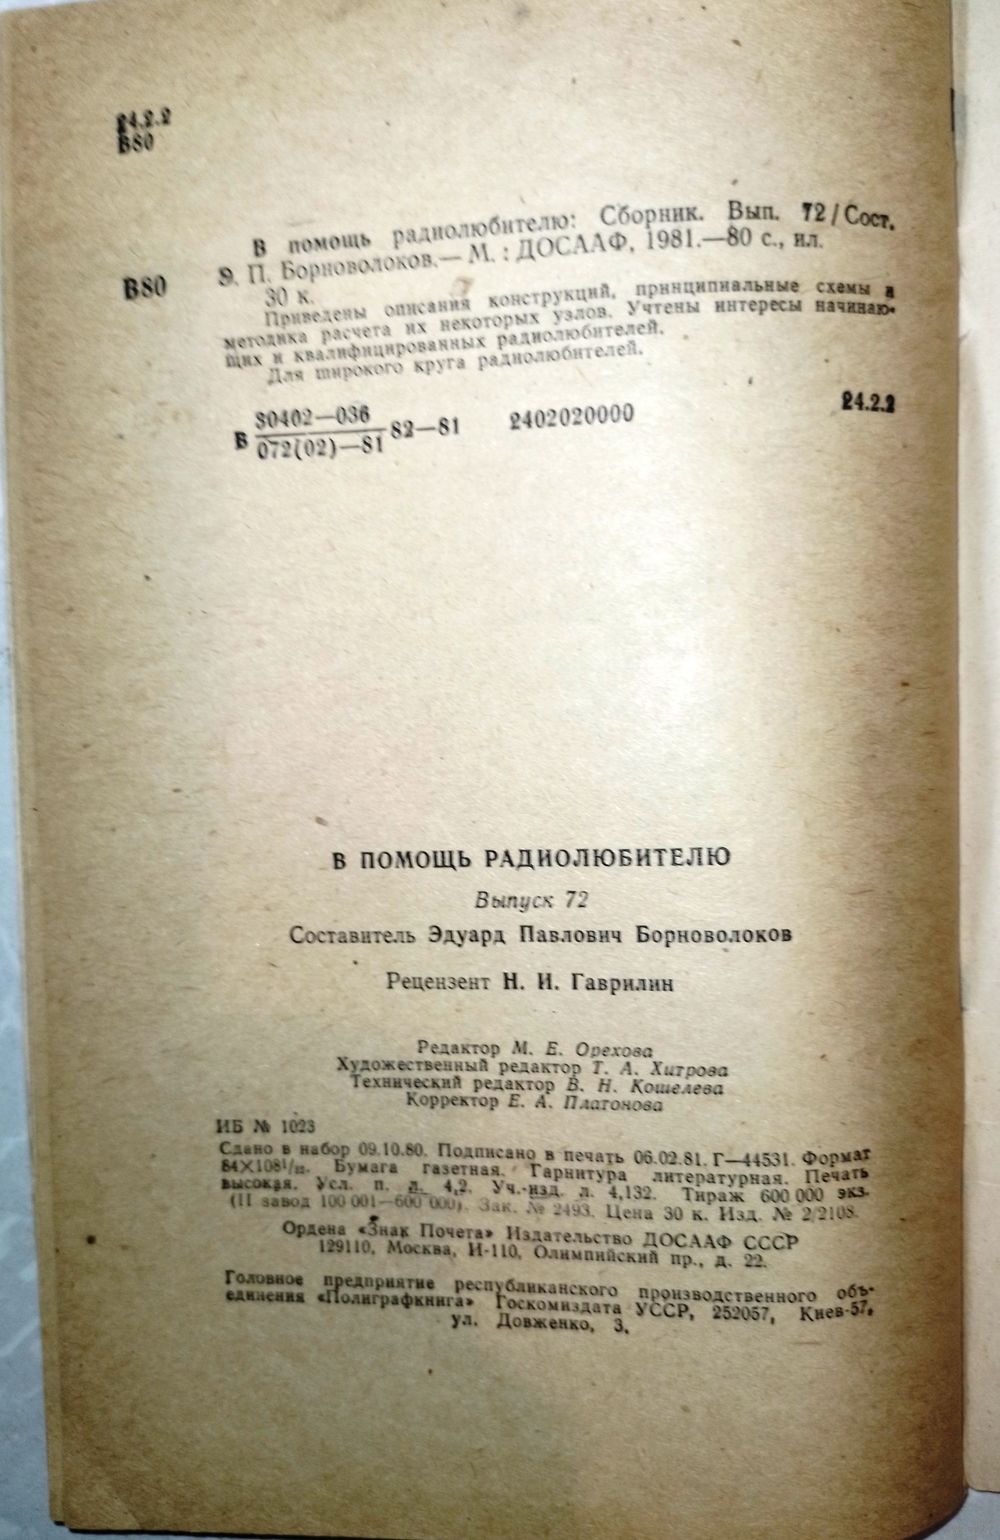 24.2.2
В80
В помощь радиолюбителю: Сборник. Вып. 72/Сост.
В80 Э. П. Борноволоков.— М.: ДОСААФ, 1981.—80 с., ил.
30 к.
Приведены описания конструкций, принципиальные схемы и
методика расчета их некоторых узлов. Учтены интересы начинаю-
щих и квалифицированных радиолюбителей.
Для широкого круга радиолюбителей.
24.2.2
В 30402—036 / 072(02)—81 82—81 2402020000
В ПОМОЩЬ РАДИОЛЮБИТЕЛЮ
Выпуск 72
Составитель Эдуард Павлович Борноволоков
Рецензент Н. И. Гаврилин
Редактор М. Е. Орехова
Художественный редактор Т. А. Хитрова
Технический редактор В. Н. Кошелева
Корректор Е. А. Платонова
ИБ № 1023
Сдано в набор 09.10.80. Подписано в печать 06.02.81. Г—44531. Формат
84×108¹/₃₂. Бумага газетная. Гарнитура литературная. Печать
высокая. Усл. п. л. 4,2. Уч.-изд. л. 4,132. Тираж 600 000 экз.
(II завод 100 001—600 000). Зак. № 2493. Цена 30 к. Изд. № 2/2108.
Ордена «Знак Почета» Издательство ДОСААФ СССР
129110, Москва, И-110, Олимпийский пр., д. 22.
Головное предприятие республиканского производственного объ-
единения «Полиграфкнига» Госкомиздата УССР, 252057, Киев-57,
ул. Довженко, 3.